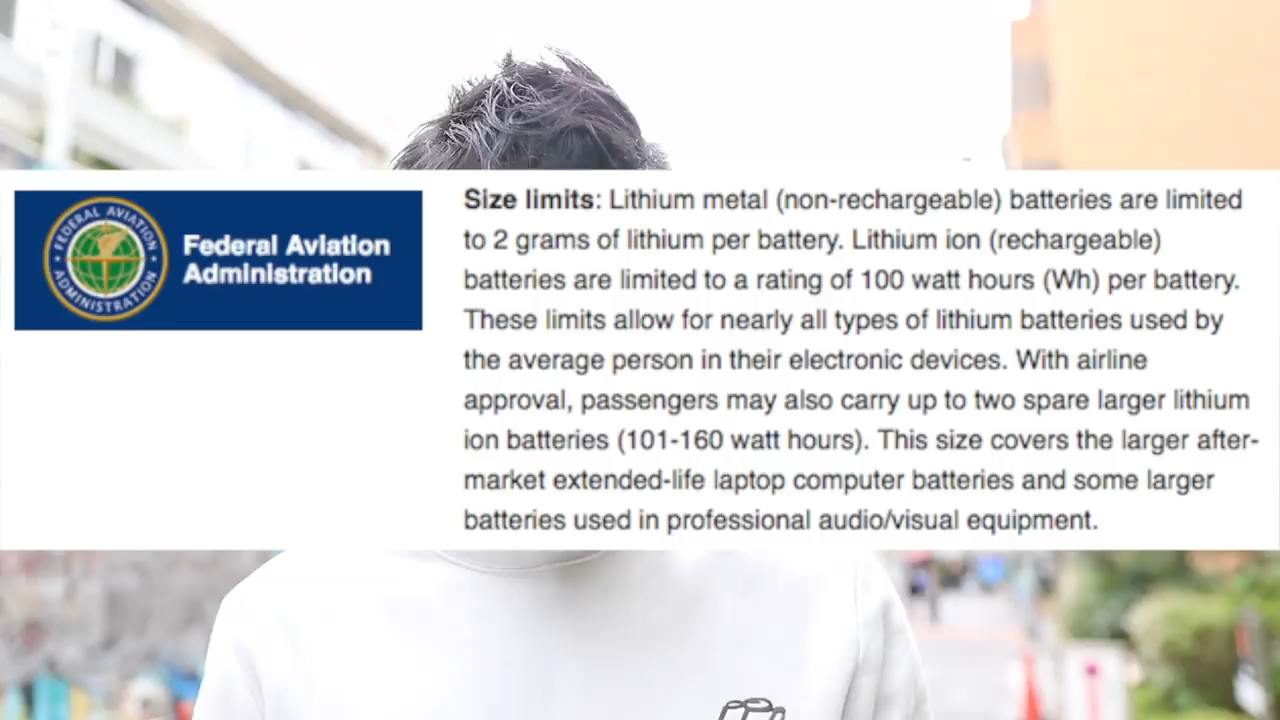 FEDERAL AVIATION
ADMINISTRATION
Federal Aviation
Administration
Size limits: Lithium metal (non-rechargeable) batteries are limited
to 2 grams of lithium per battery. Lithium ion (rechargeable)
batteries are limited to a rating of 100 watt hours (Wh) per battery.
These limits allow for nearly all types of lithium batteries used by
the average person in their electronic devices. With airline
approval, passengers may also carry up to two spare larger lithium
ion batteries (101-160 watt hours). This size covers the larger after-
market extended-life laptop computer batteries and some larger
batteries used in professional audio/visual equipment.